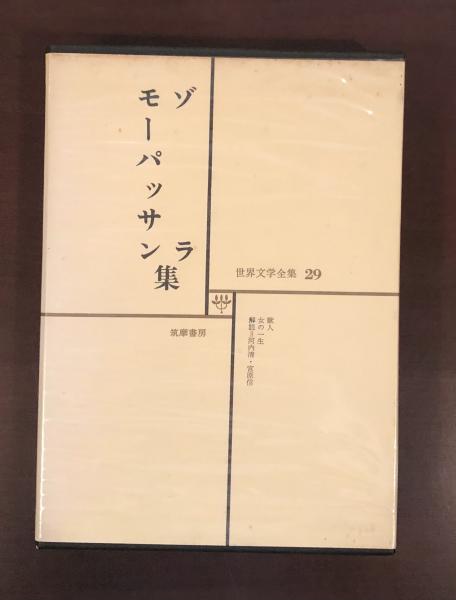 ゾラ
モーパッサン
集
世界文学全集 29
筑摩書房
獣人
女の一生
解説=河内清・宮原信